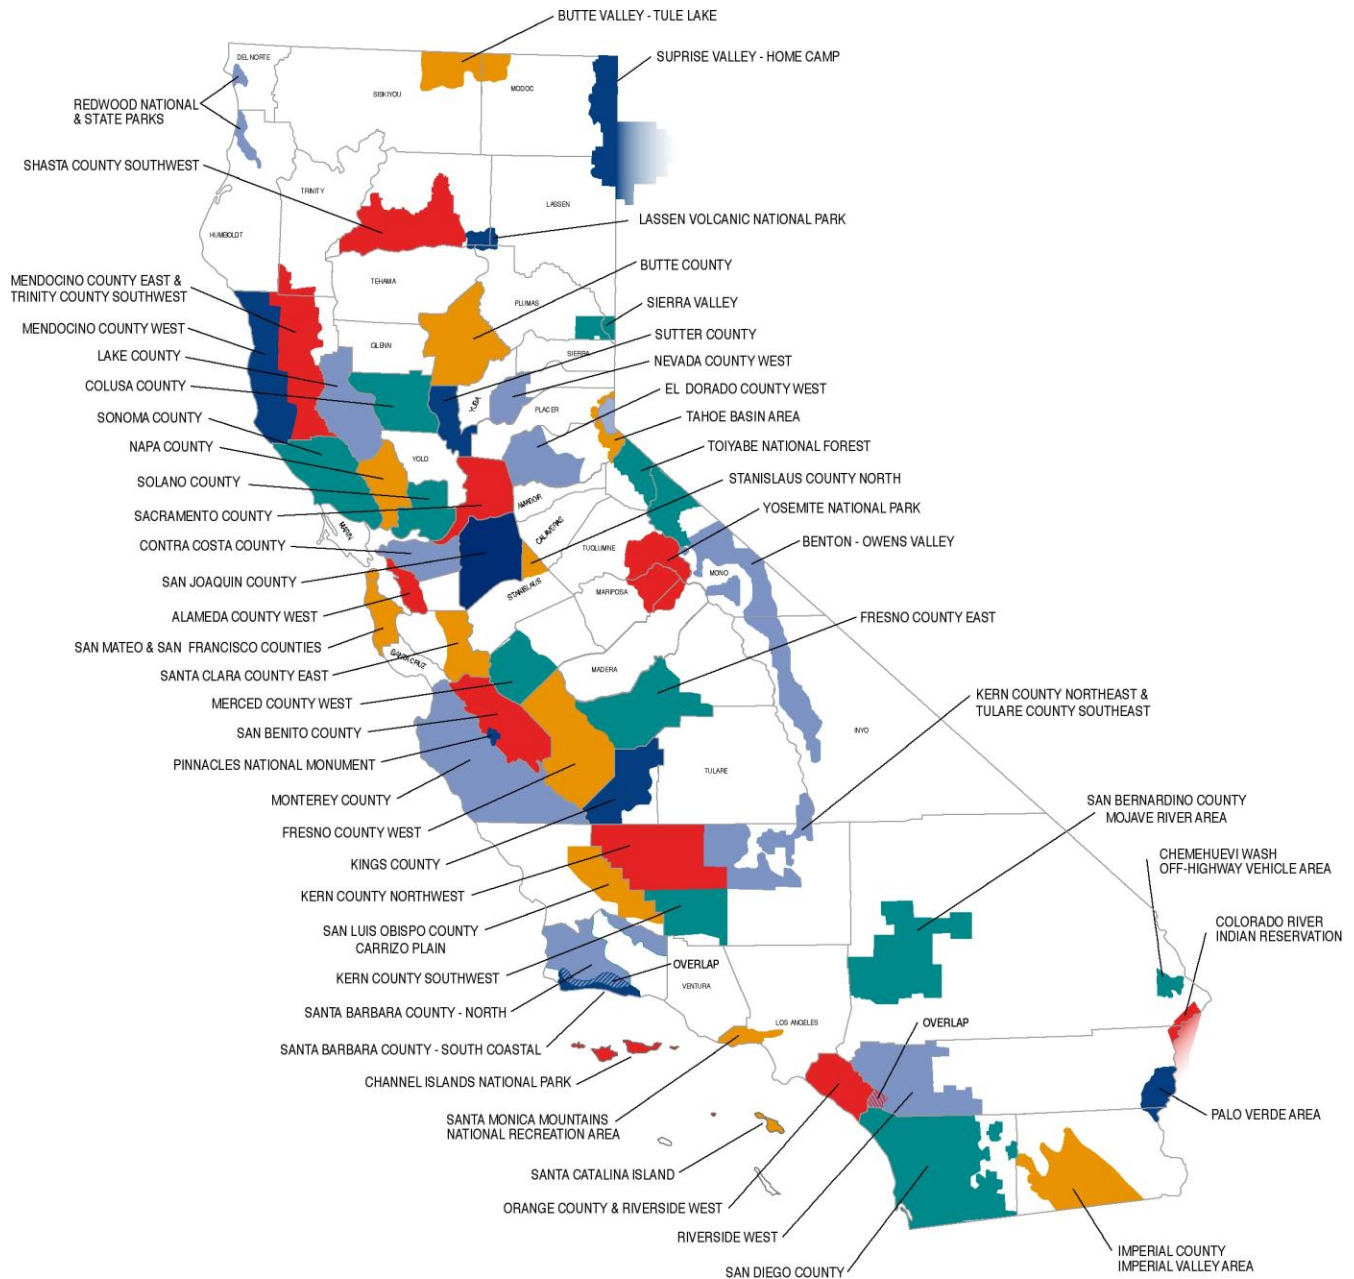 BUTTE VALLEY - TULE LAKE
SUPRISE VALLEY - HOME CAMP
DEL NORTE
SISKIYOU
MODOC
REDWOOD NATIONAL
& STATE PARKS
SHASTA COUNTY SOUTHWEST
TRINITY
LASSEN
HUMBOLDT
LASSEN VOLCANIC NATIONAL PARK
BUTTE COUNTY
TEHAMA
PLUMAS
MENDOCINO COUNTY EAST &
TRINITY COUNTY SOUTHWEST
SIERRA VALLEY
MENDOCINO COUNTY WEST
GLENN
SIERRA
SUTTER COUNTY
LAKE COUNTY
NEVADA COUNTY WEST
COLUSA COUNTY
EL DORADO COUNTY WEST
YUBA
PLACER
SONOMA COUNTY
TAHOE BASIN AREA
NAPA COUNTY
YOLO
TOIYABE NATIONAL FOREST
SOLANO COUNTY
STANISLAUS COUNTY NORTH
AMADOR
SACRAMENTO COUNTY
YOSEMITE NATIONAL PARK
MARIN
CALAVERAS
CONTRA COSTA COUNTY
TUOLUMNE
BENTON - OWENS VALLEY
SAN JOAQUIN COUNTY
MONO
STANISLAUS
MARIPOSA
ALAMEDA COUNTY WEST
FRESNO COUNTY EAST
SAN MATEO & SAN FRANCISCO COUNTIES
SANTA CRUZ
SANTA CLARA COUNTY EAST
MADERA
MERCED COUNTY WEST
KERN COUNTY NORTHEAST &
TULARE COUNTY SOUTHEAST
SAN BENITO COUNTY
INYO
PINNACLES NATIONAL MONUMENT
TULARE
MONTEREY COUNTY
SAN BERNARDINO COUNTY
MOJAVE RIVER AREA
FRESNO COUNTY WEST
KINGS COUNTY
CHEMEHUEVI WASH
OFF-HIGHWAY VEHICLE AREA
KERN COUNTY NORTHWEST
COLORADO RIVER
INDIAN RESERVATION
SAN LUIS OBISPO COUNTY
CARRIZO PLAIN
KERN COUNTY SOUTHWEST
OVERLAP
VENTURA
SANTA BARBARA COUNTY - NORTH
LOS ANGELES
OVERLAP
SANTA BARBARA COUNTY - SOUTH COASTAL
CHANNEL ISLANDS NATIONAL PARK
SANTA MONICA MOUNTAINS
NATIONAL RECREATION AREA
PALO VERDE AREA
SANTA CATALINA ISLAND
ORANGE COUNTY & RIVERSIDE WEST
RIVERSIDE WEST
SAN DIEGO COUNTY
IMPERIAL COUNTY
IMPERIAL VALLEY AREA